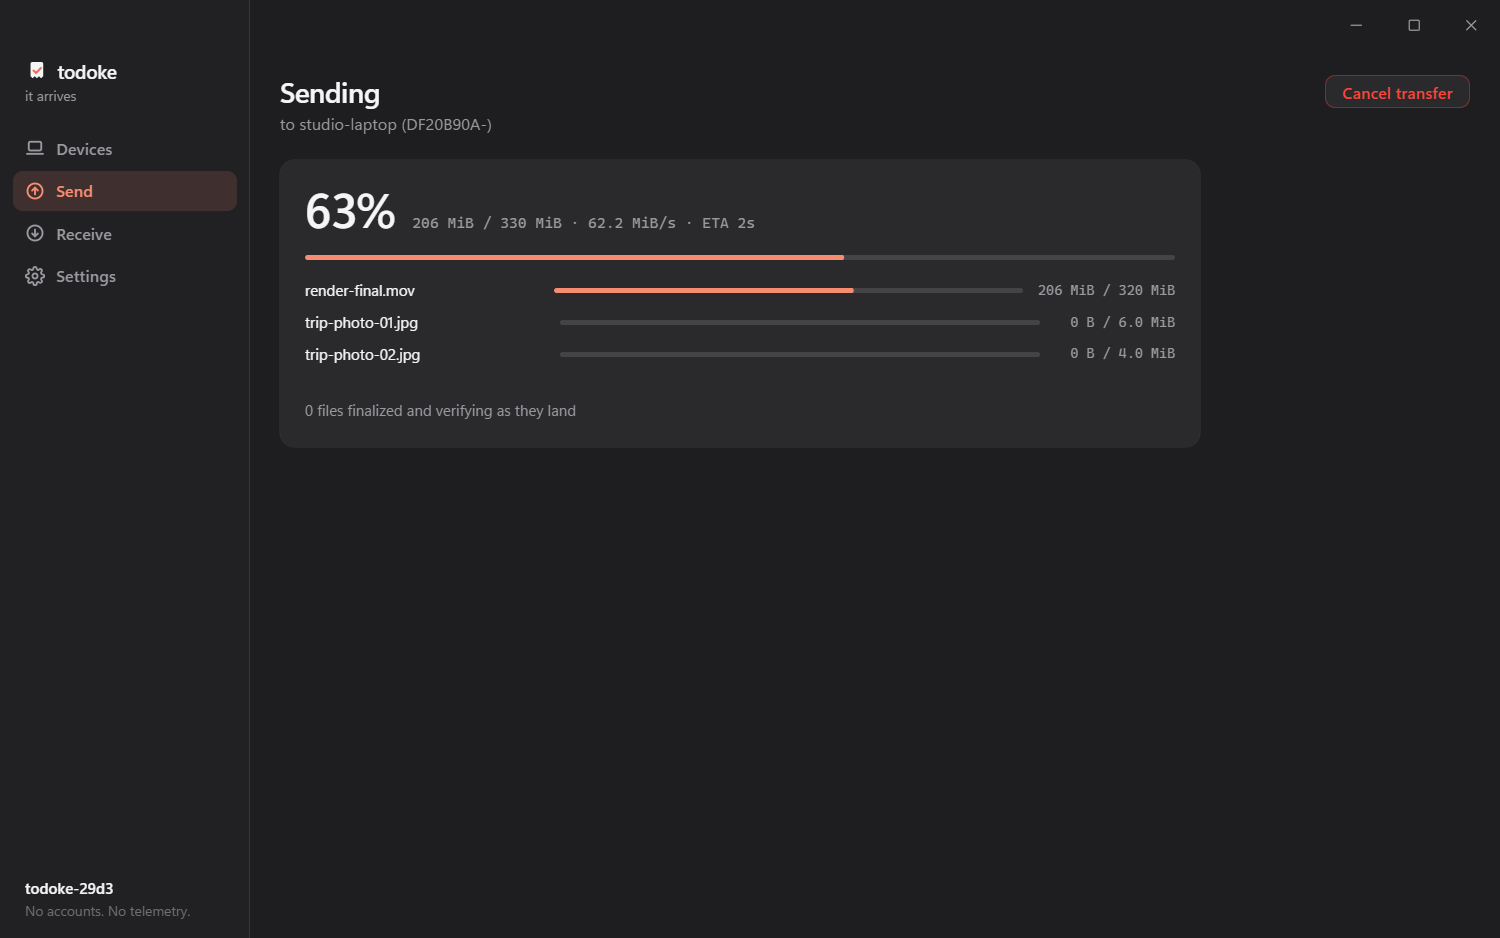 todoke
it arrives
Devices
Send
Receive
Settings
todoke-29d3
No accounts. No telemetry.
Sending
to studio-laptop (DF20B90A-)
Cancel transfer
63% 206 MiB / 330 MiB · 62.2 MiB/s · ETA 2s
render-final.mov 206 MiB / 320 MiB
trip-photo-01.jpg 0 B / 6.0 MiB
trip-photo-02.jpg 0 B / 4.0 MiB
0 files finalized and verifying as they land